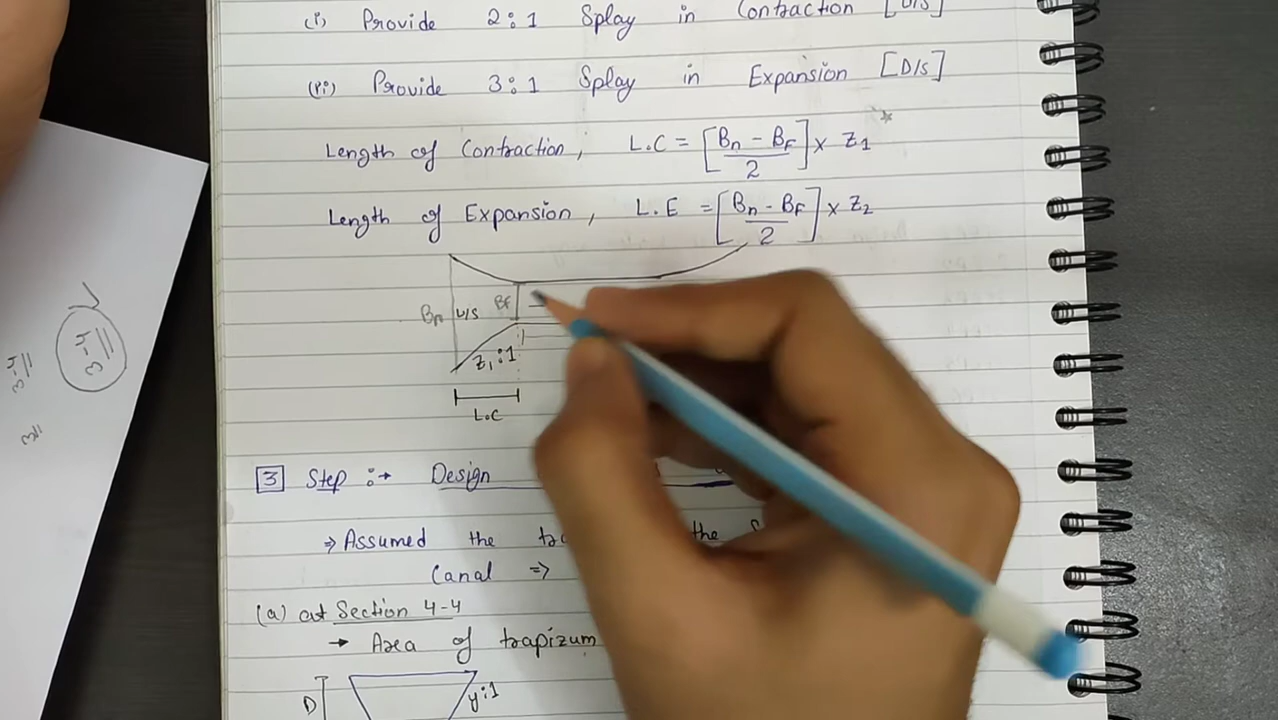 (i) Provide 2:1 Splay in Contraction [U/S]
(ii) Provide 3:1 Splay in Expansion [D/S]
Length of Contraction, L.C = [Bn - BF / 2] x Z1
Length of Expansion, L.E = [Bn - BF / 2] x Z2
Bn U/S BF
Z1:1
L.C
3 Step :→ Design
⇒ Assumed the the
Canal ⇒
(a) at Section 4-4
→ Area of trapizum
D y:1